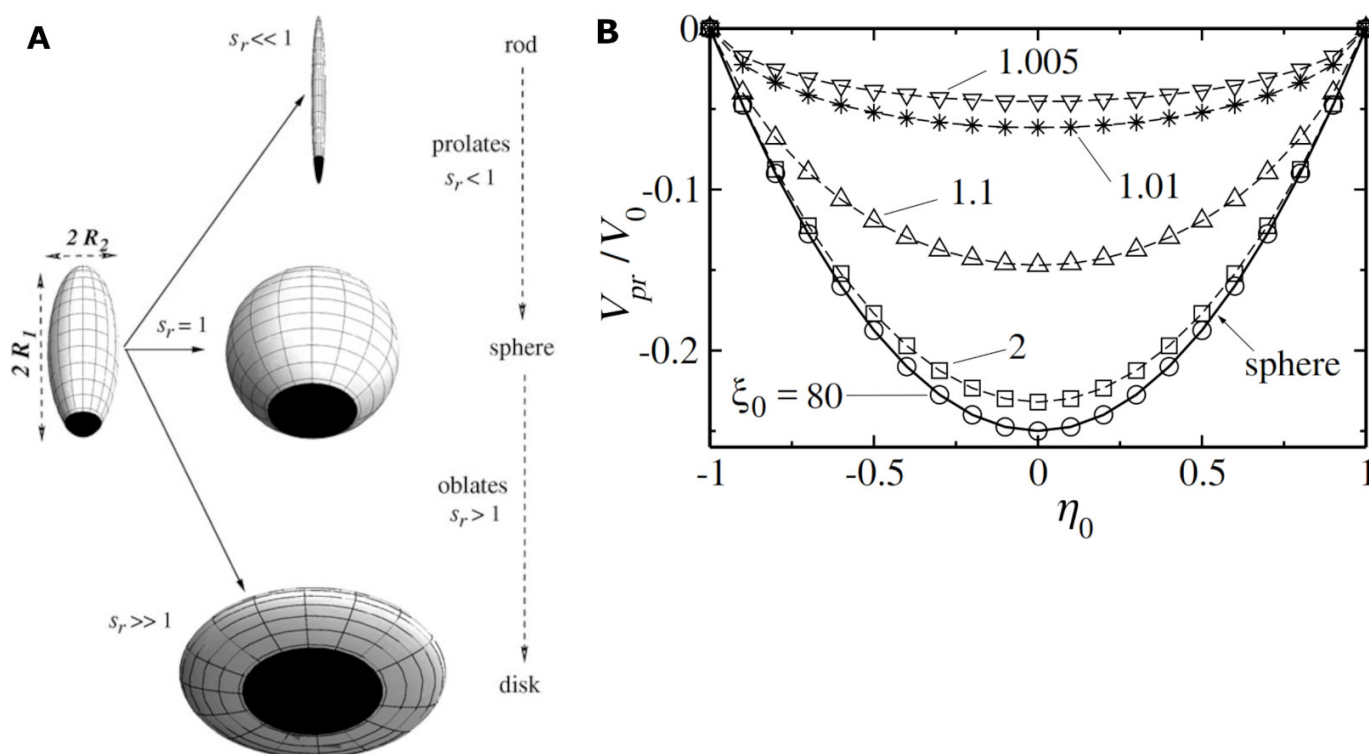 A
s_r << 1
rod
prolates
s_r < 1
2 R_2
2 R_1
s_r = 1
sphere
oblates
s_r > 1
s_r >> 1
disk
B
V_pr / V_0
0
-0.1
-0.2
1.005
1.01
1.1
2
ξ_0 = 80
sphere
-1
-0.5
0
0.5
1
η_0